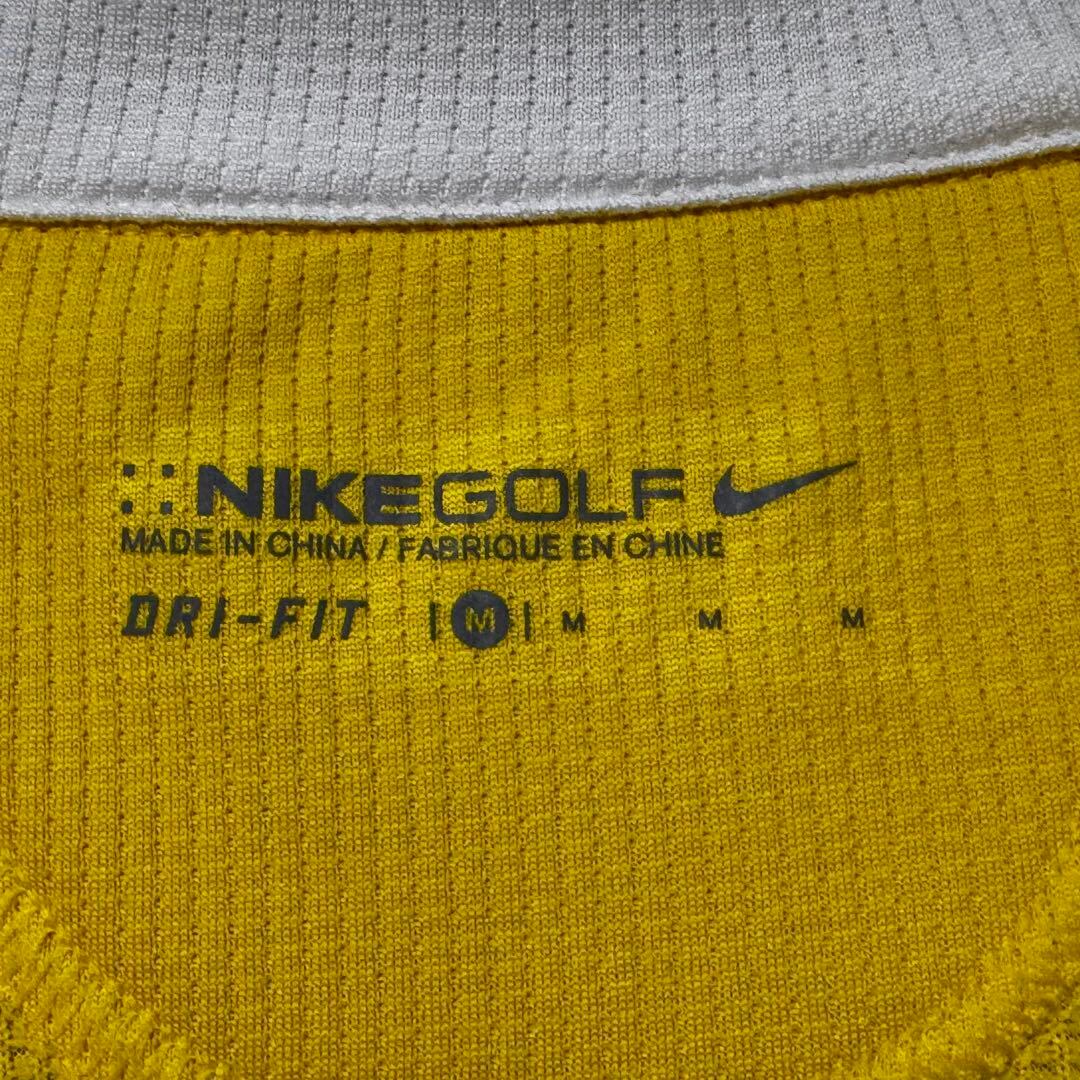 NIKEGOLF
MADE IN CHINA / FABRIQUE EN CHINE
DRI-FIT | M | M M M